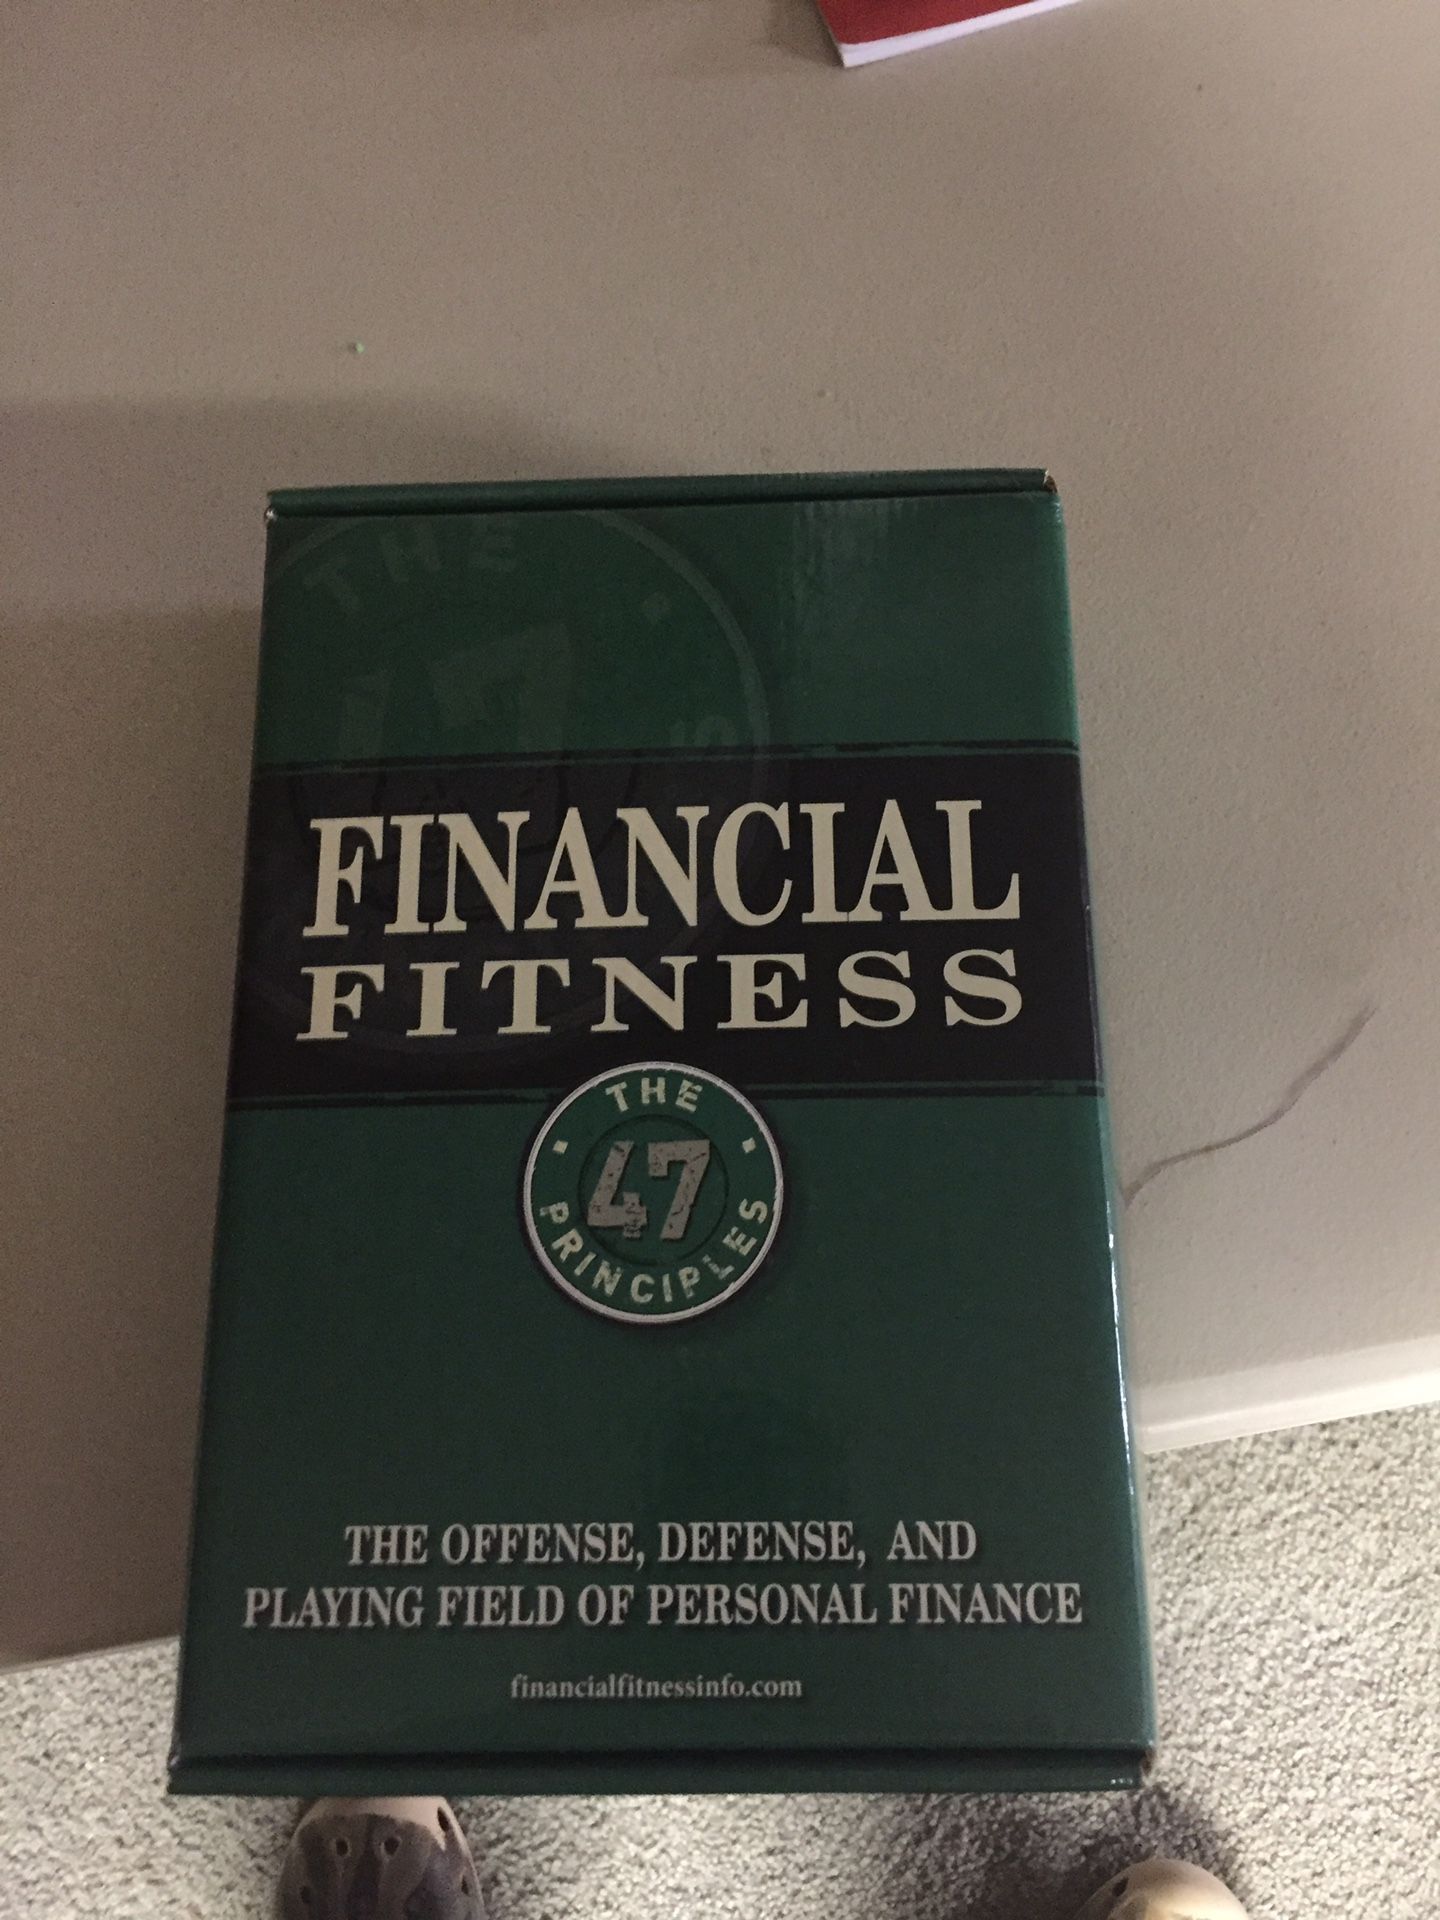 FINANCIAL
FITNESS
THE
47
PRINCIPLES
THE OFFENSE, DEFENSE, AND
PLAYING FIELD OF PERSONAL FINANCE
financialfitnessinfo.com